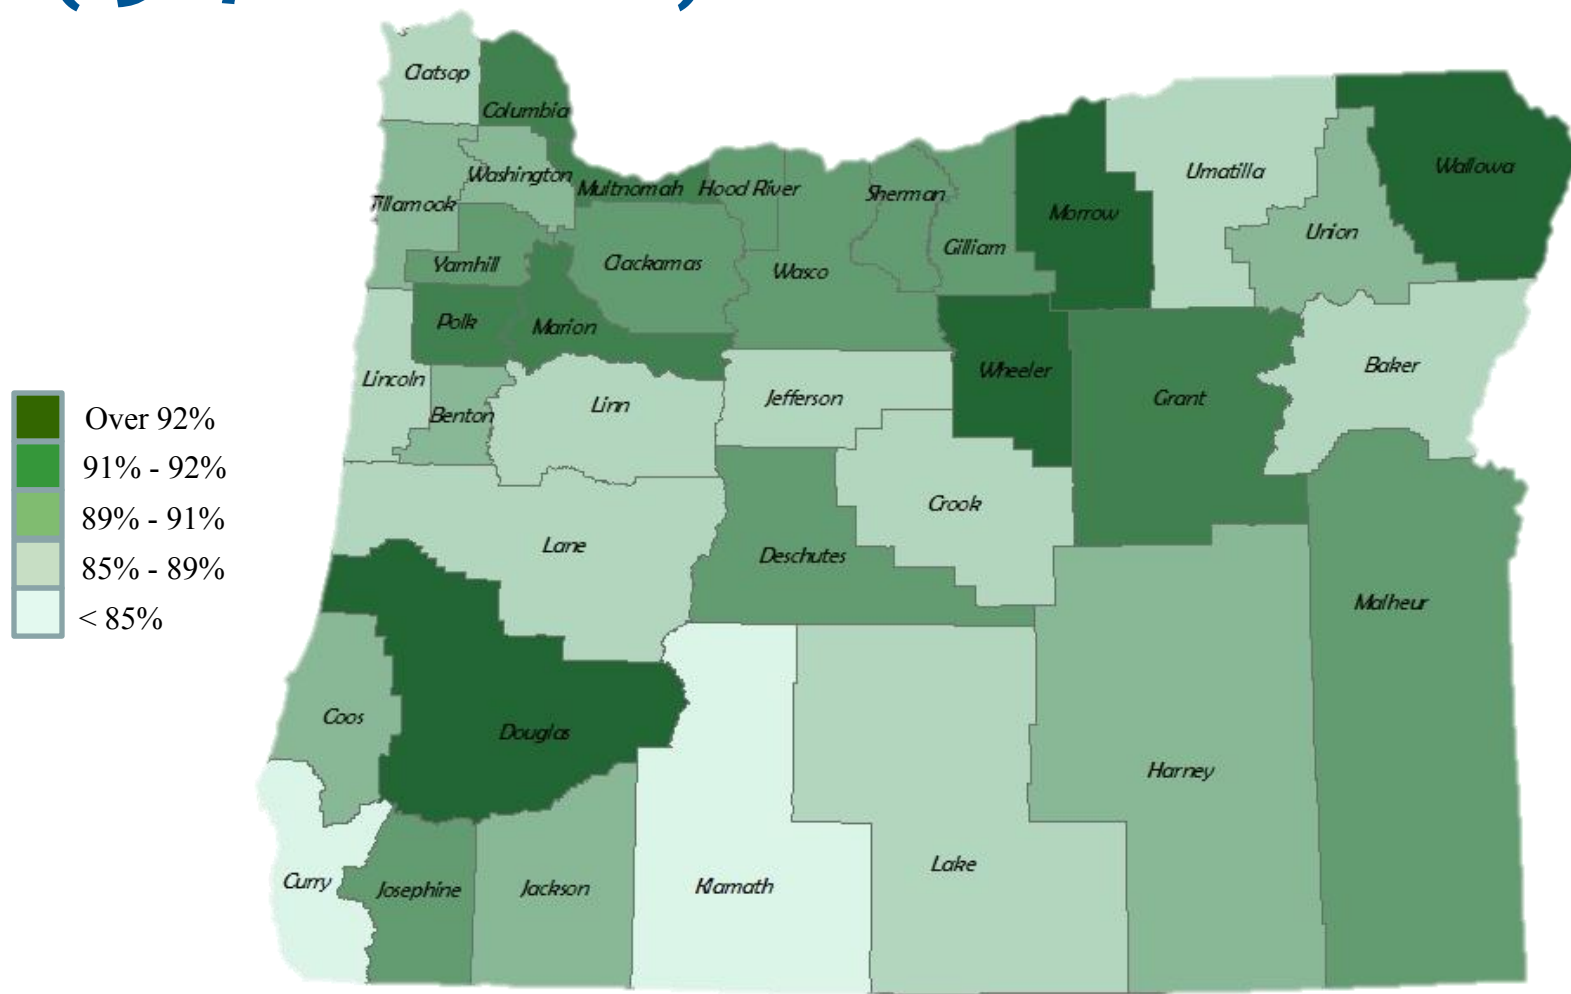 Clatsop
Columbia
Washington
Tillamook
Multnomah
Hood River
Sherman
Umatilla
Wallowa
Morrow
Union
Gilliam
Yamhill
Clackamas
Wasco
Polk
Marion
Lincoln
Benton
Linn
Jefferson
Wheeler
Grant
Baker
Over 92%
91% - 92%
89% - 91%
85% - 89%
< 85%
Crook
Lane
Deschutes
Malheur
Coos
Douglas
Harney
Curry
Josephine
Jackson
Klamath
Lake